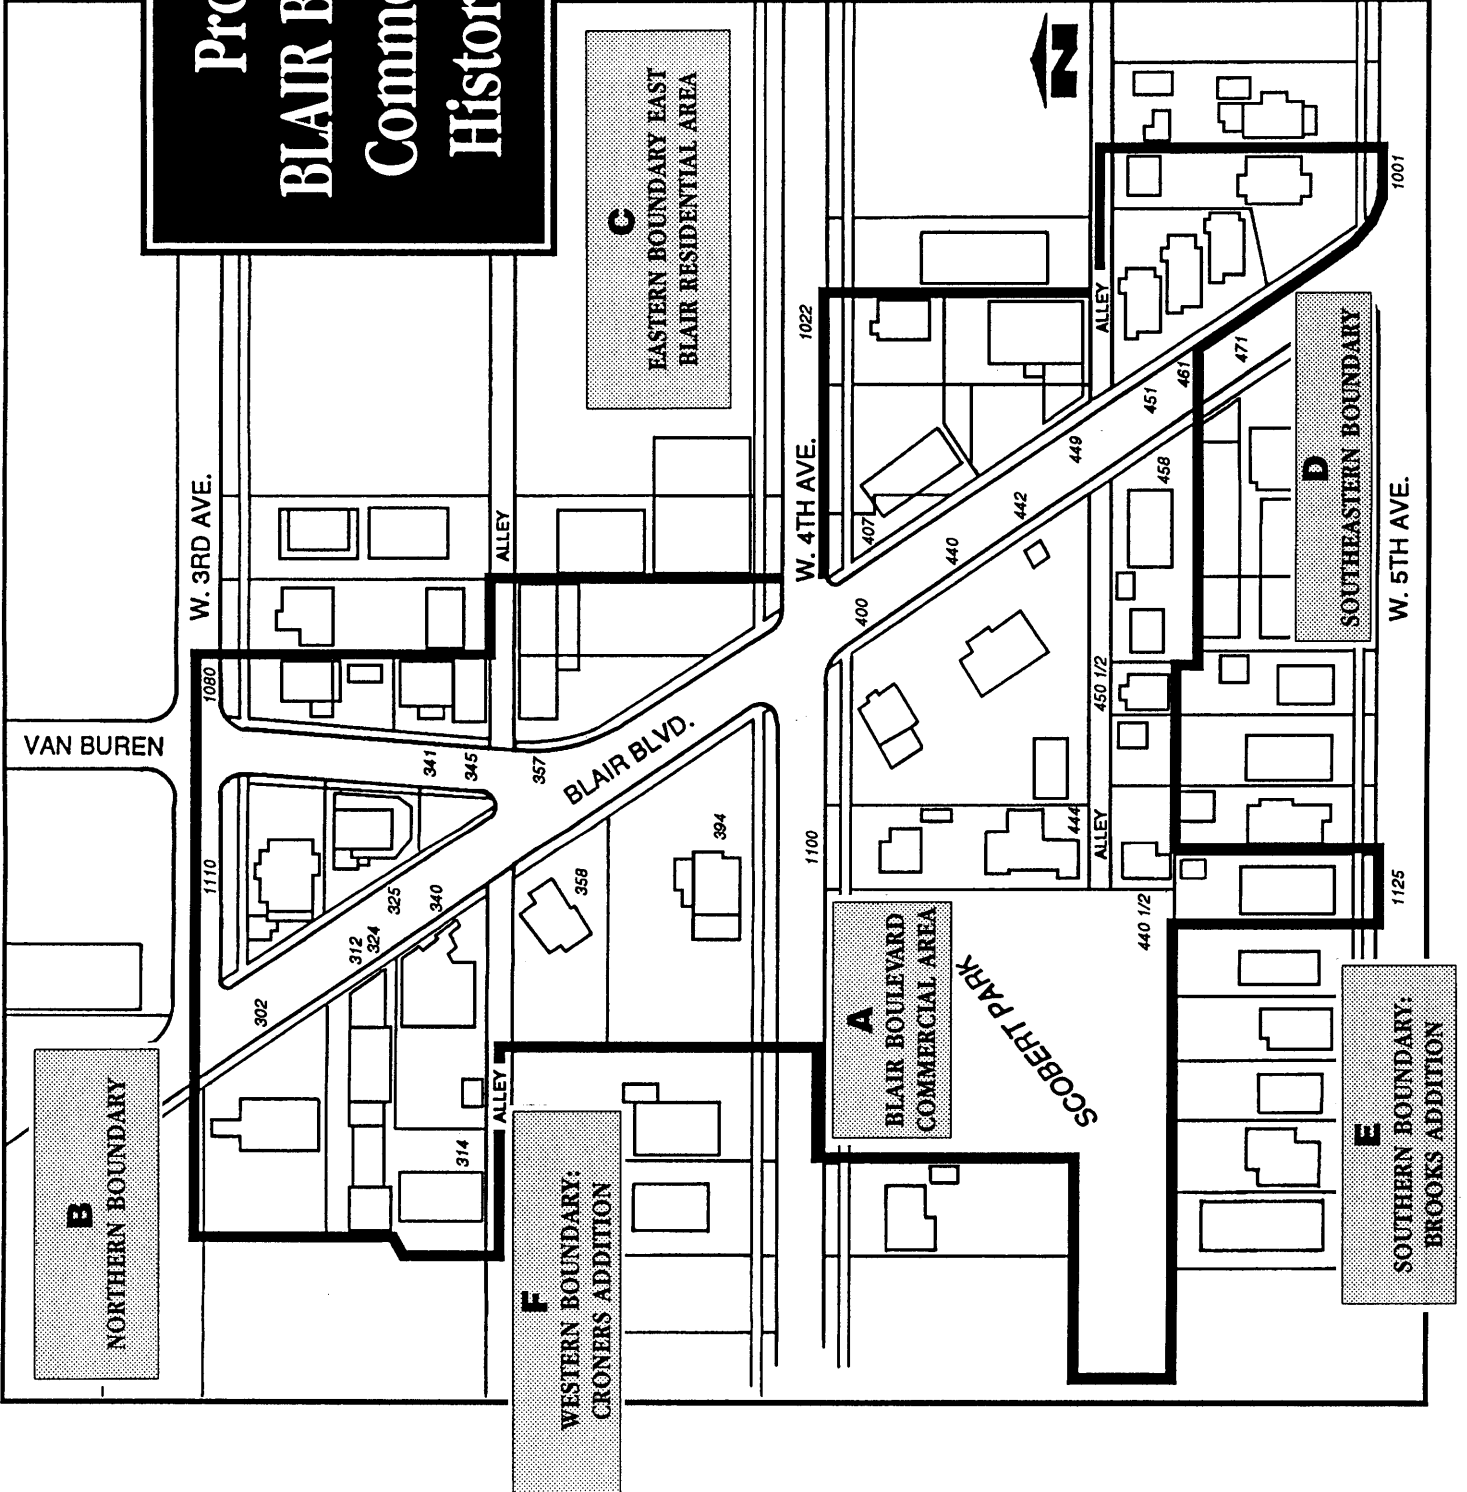 Pro
BLAIR B
Comme
Histor
C
EASTERN BOUNDARY EAST
BLAIR RESIDENTIAL AREA
N
1001
W. 3RD AVE.
ALLEY
W. 4TH AVE.
1022
ALLEY
407
471
461
451
449
442
440
400
458
D
SOUTHEASTERN BOUNDARY
W. 5TH AVE.
VAN BUREN
1080
341
345
357
BLAIR BLVD.
450 1/2
1110
325
340
312
324
302
358
394
1100
444
ALLEY
440 1/2
1125
B
NORTHERN BOUNDARY
ALLEY
314
A
BLAIR BOULEVARD
COMMERCIAL AREA
SCOBERT PARK
F
WESTERN BOUNDARY:
CRONERS ADDITION
E
SOUTHERN BOUNDARY:
BROOKS ADDITION